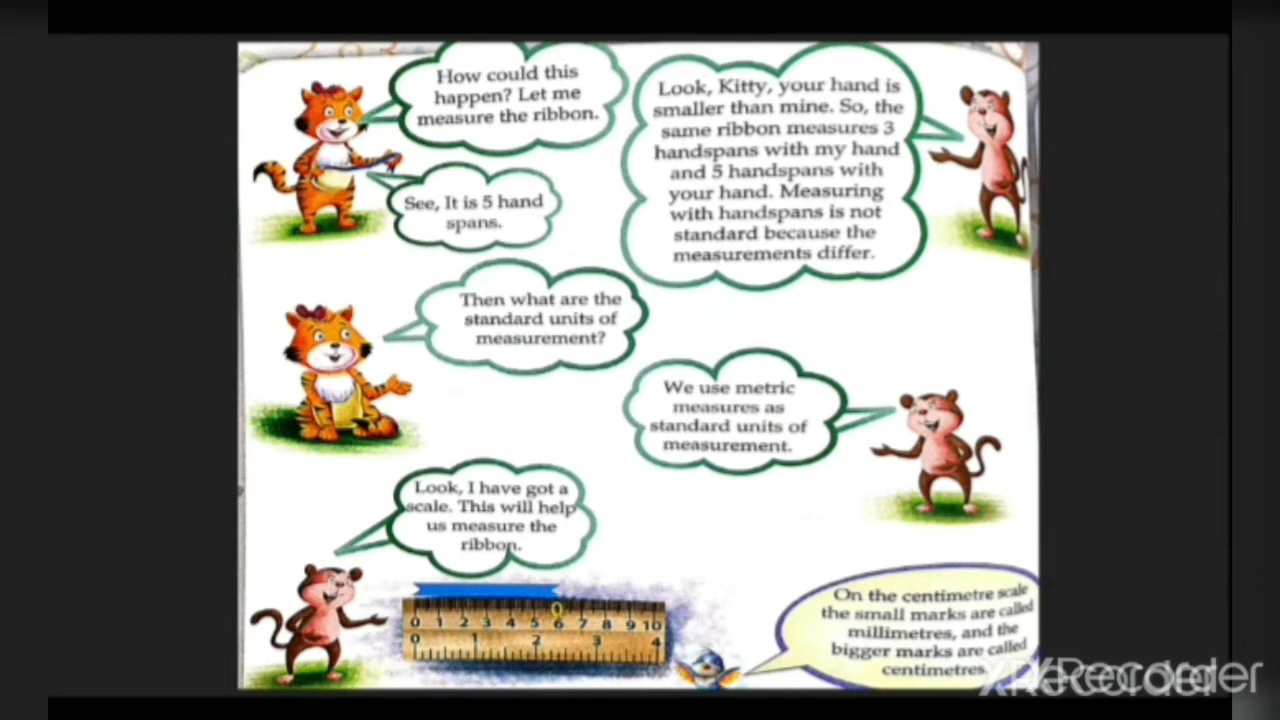 How could this
happen? Let me
measure the ribbon.
Look, Kitty, your hand is
smaller than mine. So, the
same ribbon measures 3
handspans with my hand
and 5 handspans with
your hand. Measuring
with handspans is not
standard because the
measurements differ.
See, It is 5 hand
spans.
Then what are the
standard units of
measurement?
We use metric
measures as
standard units of
measurement.
Look, I have got a
scale. This will help
us measure the
ribbon.
0
0 1 2 3 4 5 6 7 8 9 10
0 1 2 3 4
On the centimetre scale
the small marks are called
millimetres, and the
bigger marks are called
centimetres
XRecorder